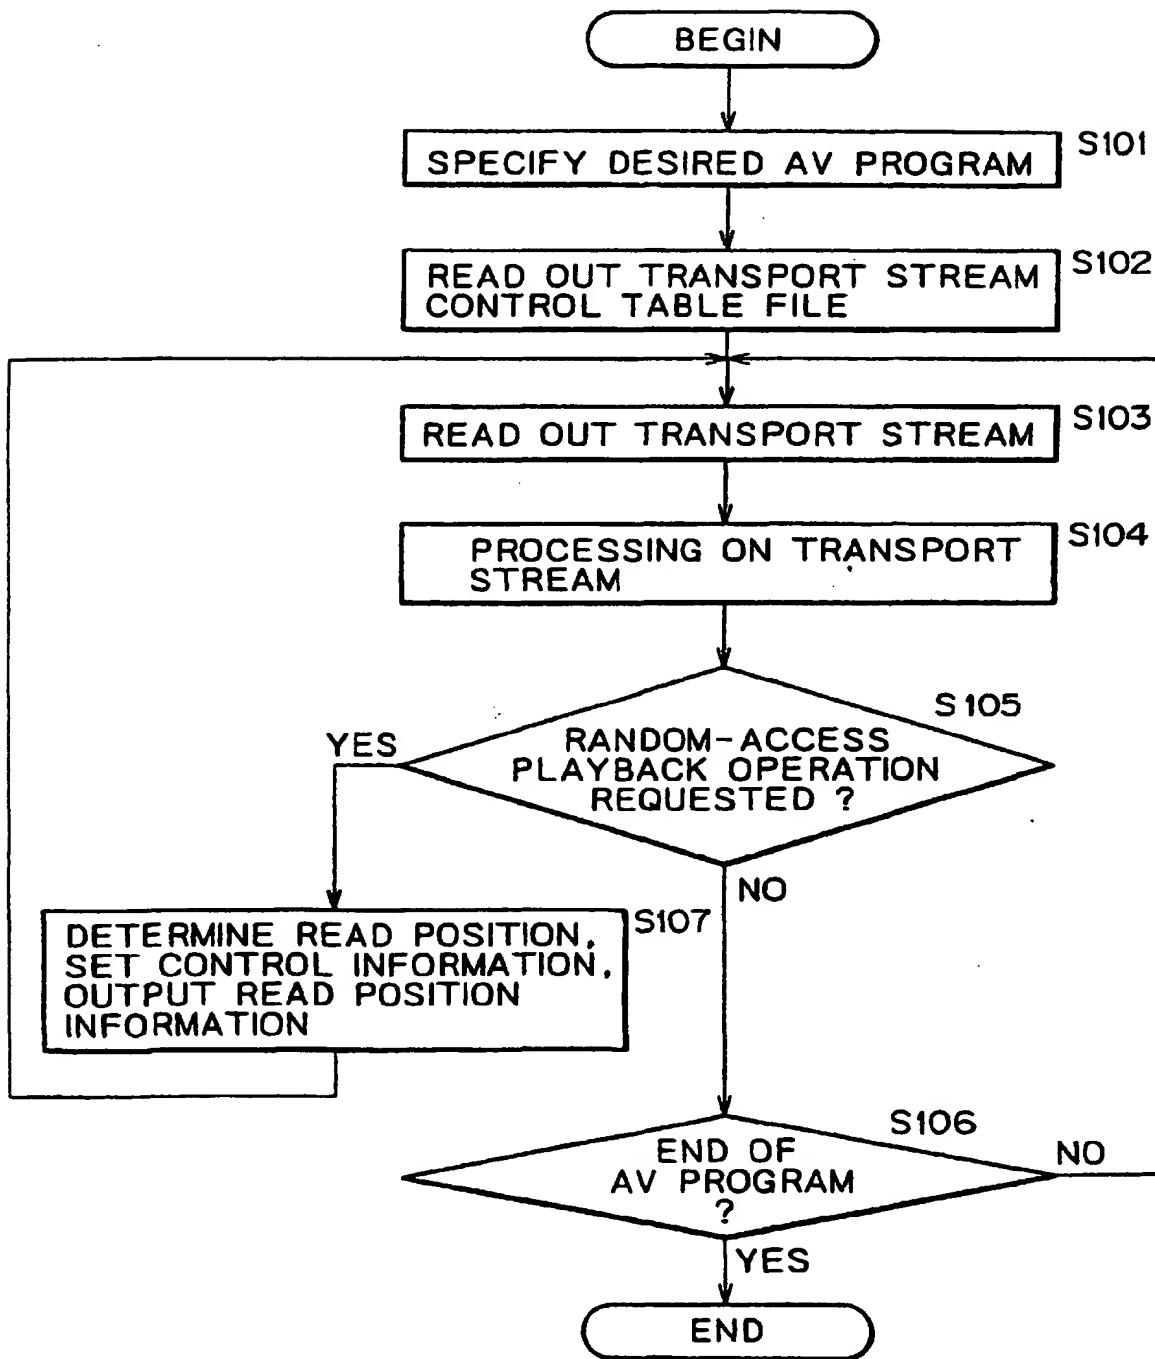 BEGIN
S101
SPECIFY DESIRED AV PROGRAM
S102
READ OUT TRANSPORT STREAM
CONTROL TABLE FILE
S103
READ OUT TRANSPORT STREAM
S104
PROCESSING ON TRANSPORT
STREAM
S105
RANDOM-ACCESS
PLAYBACK OPERATION
REQUESTED ?
YES
NO
S107
DETERMINE READ POSITION,
SET CONTROL INFORMATION,
OUTPUT READ POSITION
INFORMATION
S106
END OF
AV PROGRAM
?
NO
YES
END